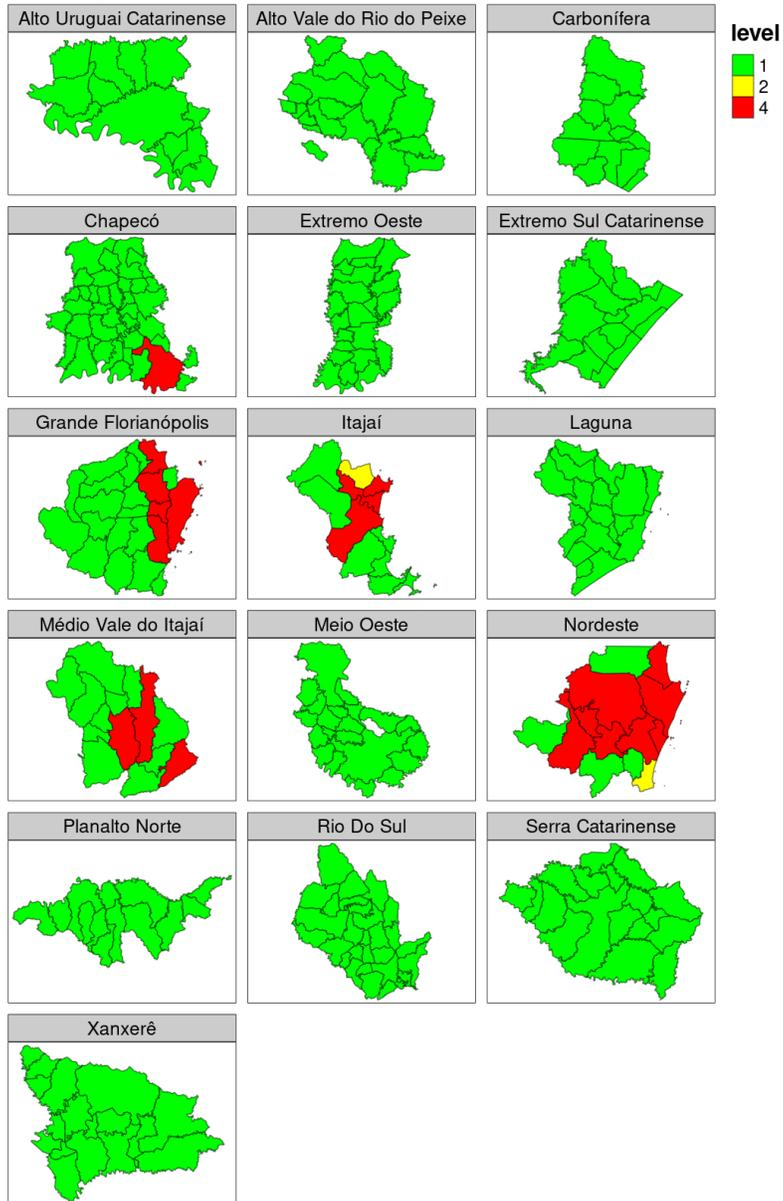 Alto Uruguai Catarinense
Alto Vale do Rio do Peixe
Carbonífera
level
1
2
4
Chapecó
Extremo Oeste
Extremo Sul Catarinense
Grande Florianópolis
Itajaí
Laguna
Médio Vale do Itajaí
Meio Oeste
Nordeste
Planalto Norte
Rio Do Sul
Serra Catarinense
Xanxerê